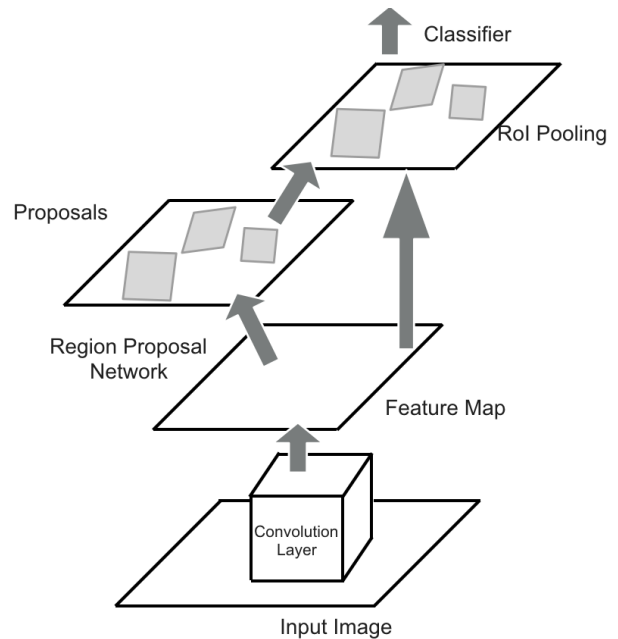 Classifier
RoI Pooling
Proposals
Region Proposal
Network
Feature Map
Convolution
Layer
Input Image